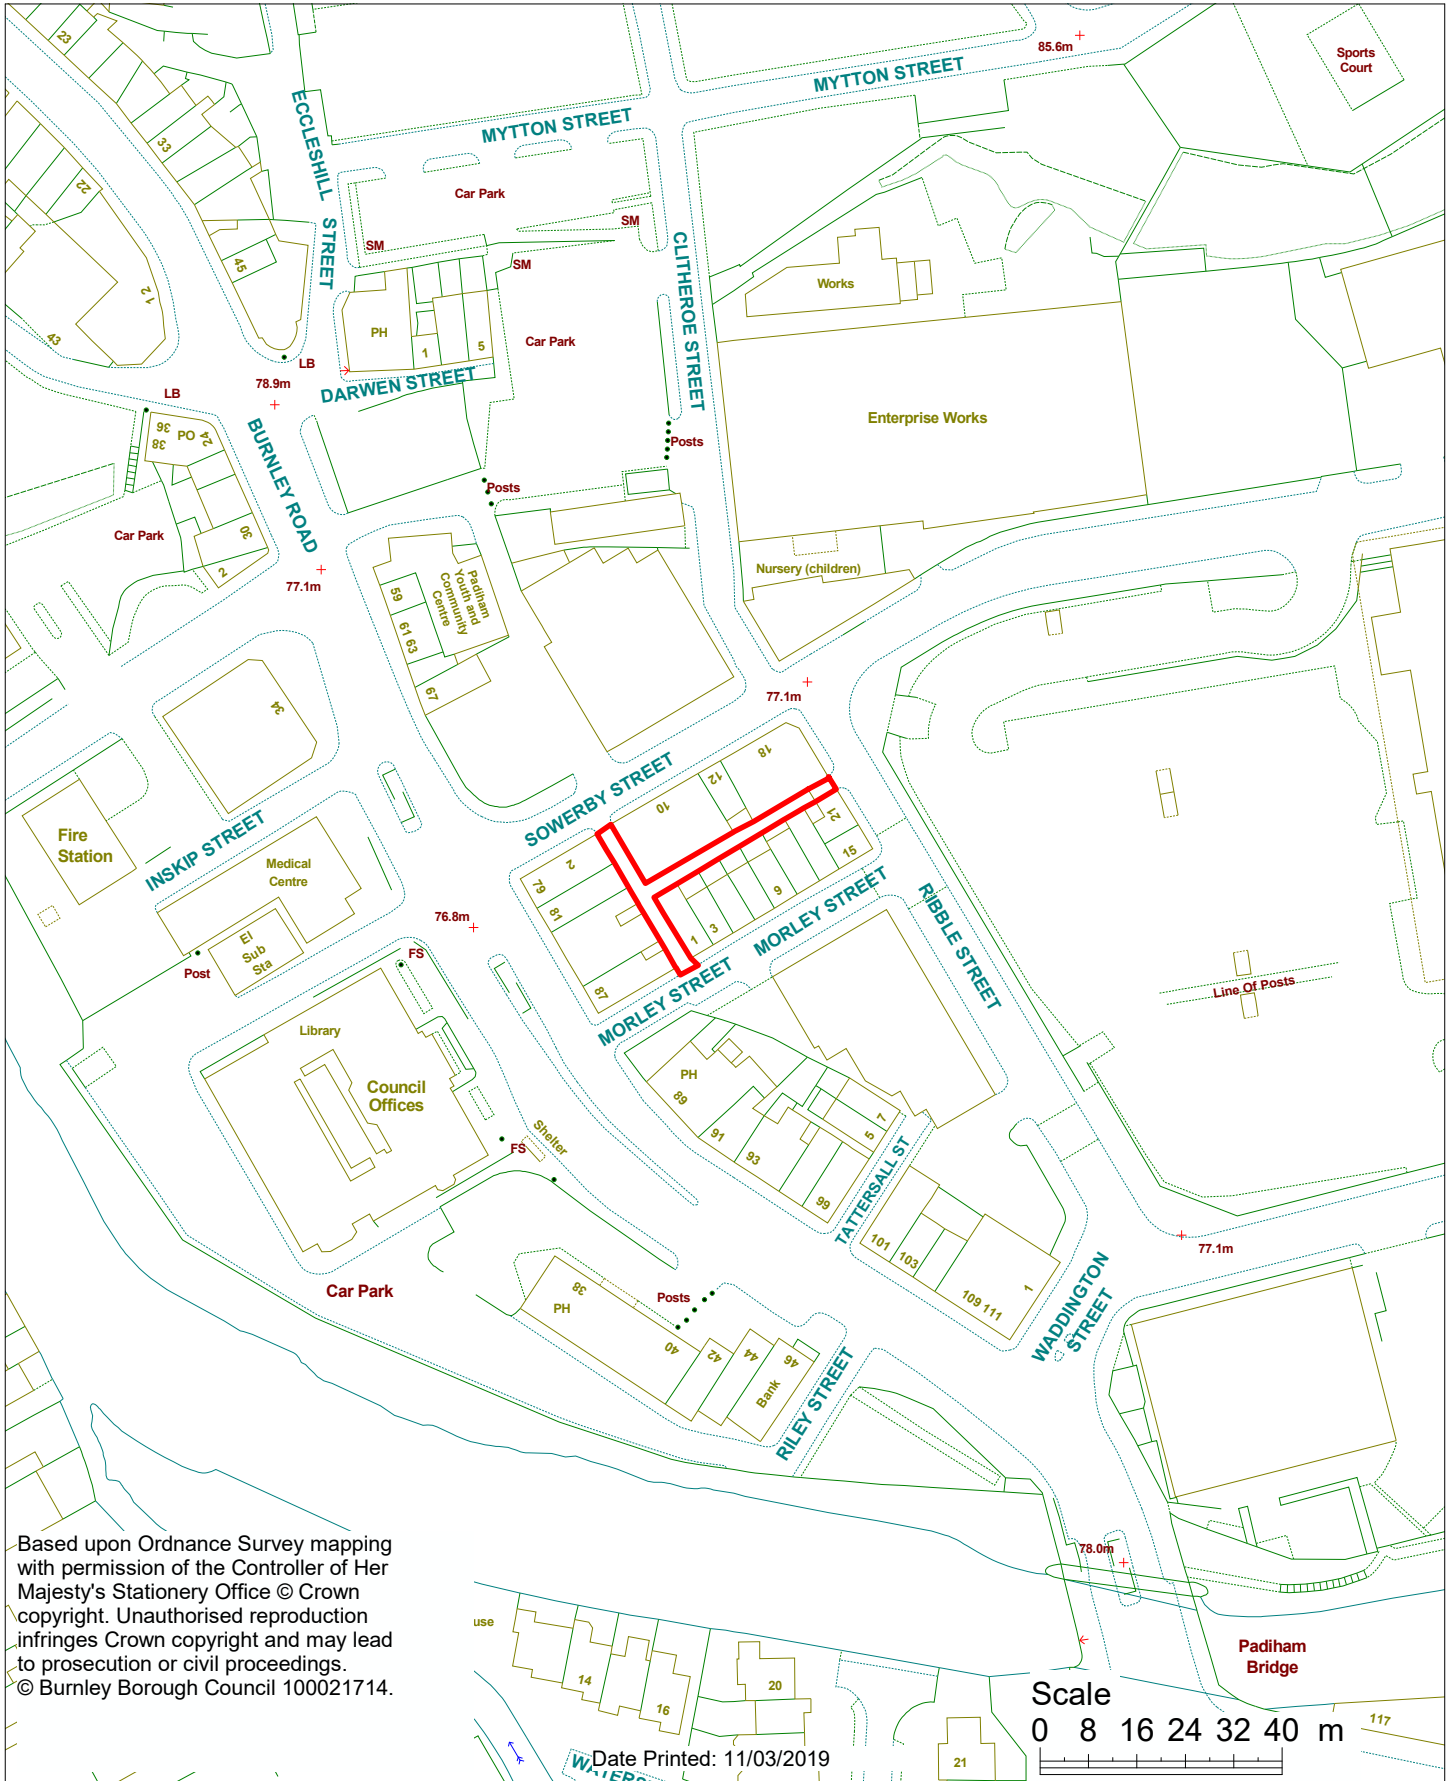 23
85.6m
Sports
Court
MYTTON STREET
ECCLESHILL STREET
MYTTON STREET
33
22
Car Park
SM
SM
SM
CLITHEROE STREET
45
12
Works
43
PH
1
5
Car Park
LB
78.9m
DARWEN STREET
LB
36
38
PO
24
BURNLEY ROAD
Enterprise Works
Posts
Posts
Car Park
30
2
77.1m
Nursery (children)
59
61 63
67
Padiham
Youth and
Community
Centre
34
77.1m
18
12
10
SOWERBY STREET
Fire
Station
INSKIP STREET
Medical
Centre
2
79
81
87
21
15
9
3
1
MORLEY STREET
MORLEY STREET
RIBBLE STREET
76.8m
El
Sub
Sta
Post
FS
Line Of Posts
Library
Council
Offices
PH
89
91
93
99
5
7
Shelter
FS
TATTERSALL ST
101
103
109 111
1
77.1m
WADDINGTON
STREET
Car Park
38
PH
Posts
40
42
44
46
Bank
RILEY STREET
78.0m
Padiham
Bridge
Based upon Ordnance Survey mapping
with permission of the Controller of Her
Majesty's Stationery Office © Crown
copyright. Unauthorised reproduction
infringes Crown copyright and may lead
to prosecution or civil proceedings.
© Burnley Borough Council 100021714.
use
14
16
20
21
117
Scale
0 8 16 24 32 40 m
Date Printed: 11/03/2019